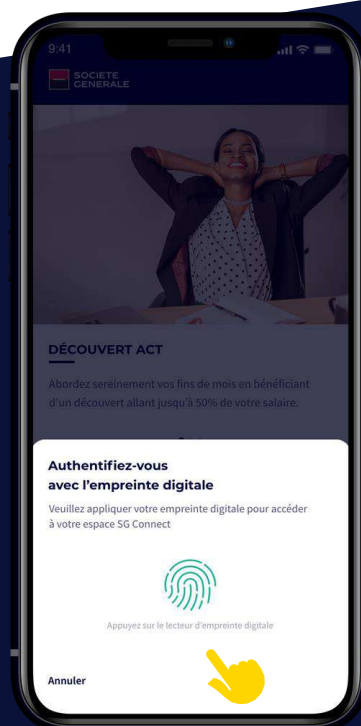 9:41
SOCIETE
GENERALE
DÉCOUVERT ACT
Abordez sereinement vos fins de mois en bénéficiant
d'un découvert allant jusqu'à 50% de votre salaire.
Authentifiez-vous
avec l'empreinte digitale
Veuillez appliquer votre empreinte digitale pour accéder
à votre espace SG Connect
Appuyez sur le lecteur d'empreinte digitale
Annuler